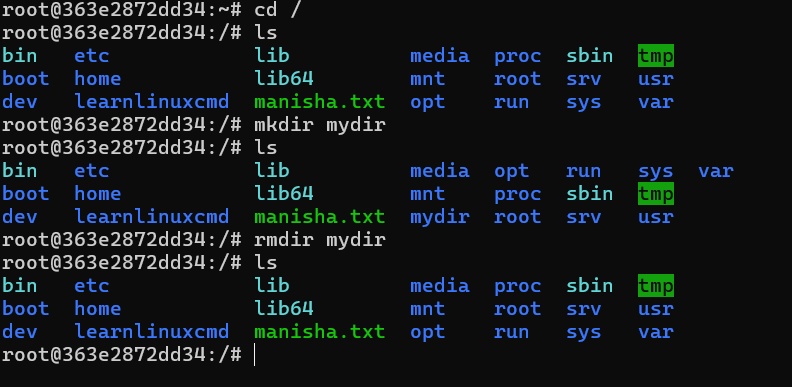 root@363e2872dd34:~# cd /
root@363e2872dd34:/# ls
bin   etc            lib          media  proc  sbin  tmp
boot  home           lib64        mnt    root  srv   usr
dev   learnlinuxcmd  manisha.txt  opt    run   sys   var
root@363e2872dd34:/# mkdir mydir
root@363e2872dd34:/# ls
bin   etc            lib          media  opt   run   sys  var
boot  home           lib64        mnt    proc  sbin  tmp
dev   learnlinuxcmd  manisha.txt  mydir  root  srv   usr
root@363e2872dd34:/# rmdir mydir
root@363e2872dd34:/# ls
bin   etc            lib          media  proc  sbin  tmp
boot  home           lib64        mnt    root  srv   usr
dev   learnlinuxcmd  manisha.txt  opt    run   sys   var
root@363e2872dd34:/#